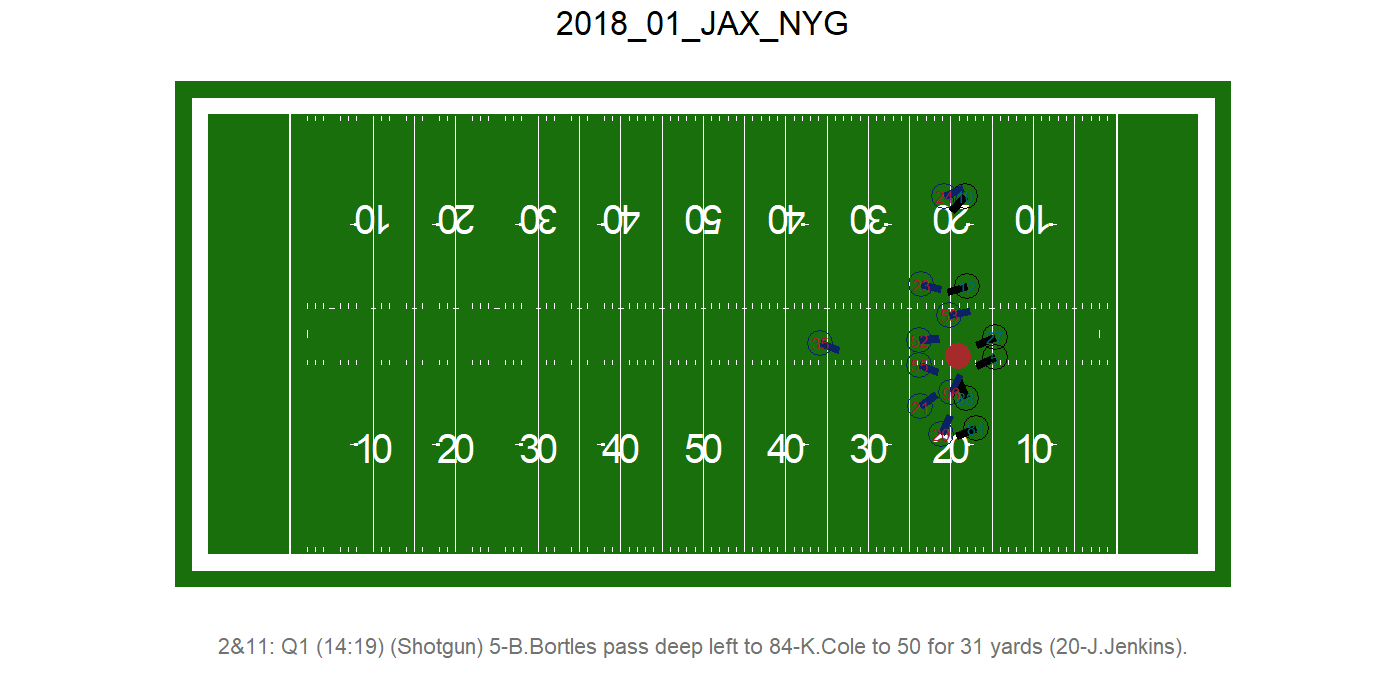 2018_01_JAX_NYG
10 20 30 40 50 40 30 20 10
10 20 30 40 50 40 30 20 10
2&11: Q1 (14:19) (Shotgun) 5-B.Bortles pass deep left to 84-K.Cole to 50 for 31 yards (20-J.Jenkins).